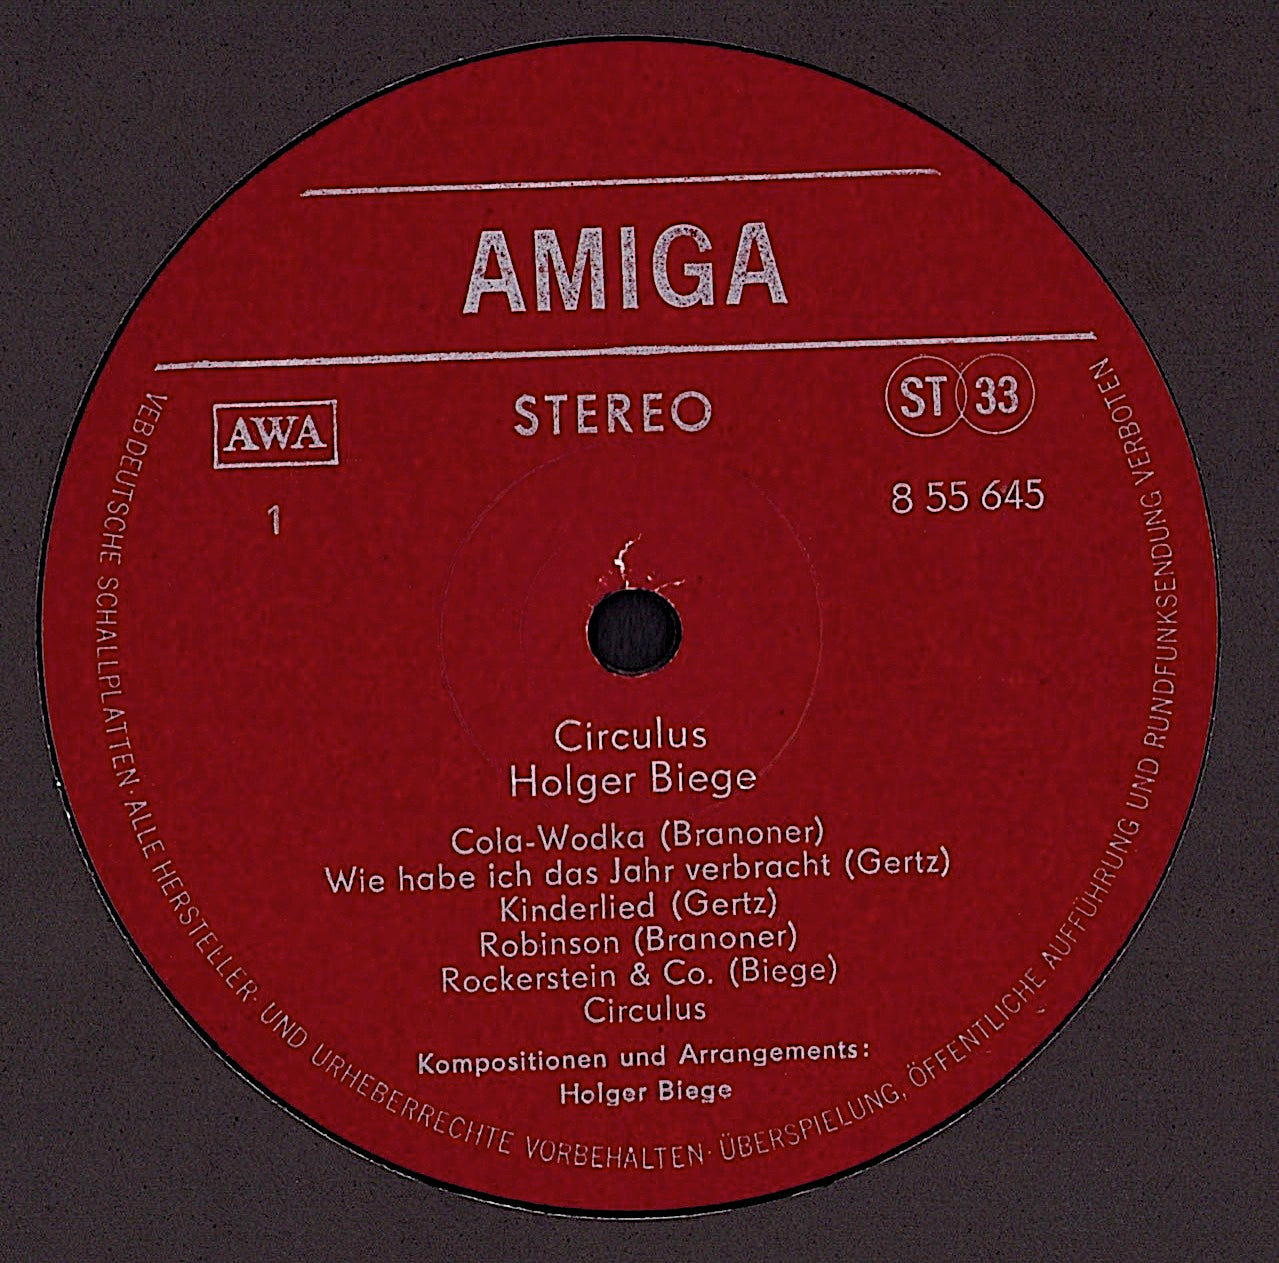 AMIGA
AWA
STEREO
ST 33
1
8 55 645
Circulus
Holger Biege
Cola-Wodka (Branoner)
Wie habe ich das Jahr verbracht (Gertz)
Kinderlied (Gertz)
Robinson (Branoner)
Rockerstein & Co. (Biege)
Circulus
Kompositionen und Arrangements:
Holger Biege
VEB DEUTSCHE SCHALLPLATTEN · ALLE HERSTELLER- UND URHEBERRECHTE VORBEHALTEN · ÜBERSPIELUNG, ÖFFENTLICHE AUFFÜHRUNG UND RUNDFUNKSENDUNG VERBOTEN